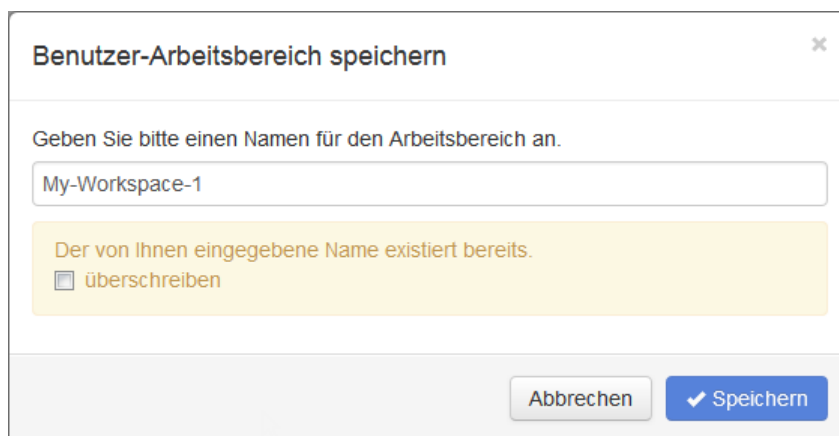 Benutzer-Arbeitsbereich speichern
Geben Sie bitte einen Namen für den Arbeitsbereich an.
My-Workspace-1
Der von Ihnen eingegebene Name existiert bereits.
überschreiben
Abbrechen Speichern